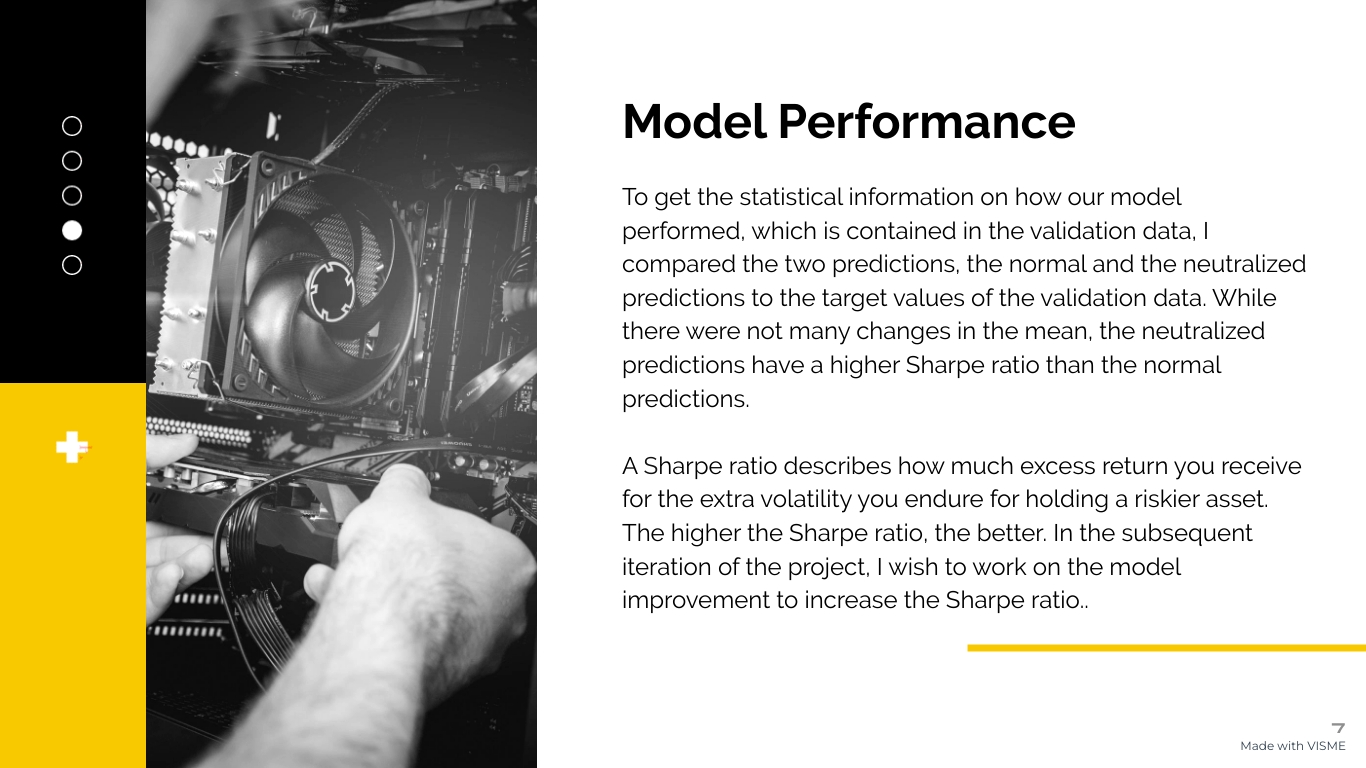 Model Performance
To get the statistical information on how our model
performed, which is contained in the validation data, I
compared the two predictions, the normal and the neutralized
predictions to the target values of the validation data. While
there were not many changes in the mean, the neutralized
predictions have a higher Sharpe ratio than the normal
predictions.
A Sharpe ratio describes how much excess return you receive
for the extra volatility you endure for holding a riskier asset.
The higher the Sharpe ratio, the better. In the subsequent
iteration of the project, I wish to work on the model
improvement to increase the Sharpe ratio..
7
Made with VISME